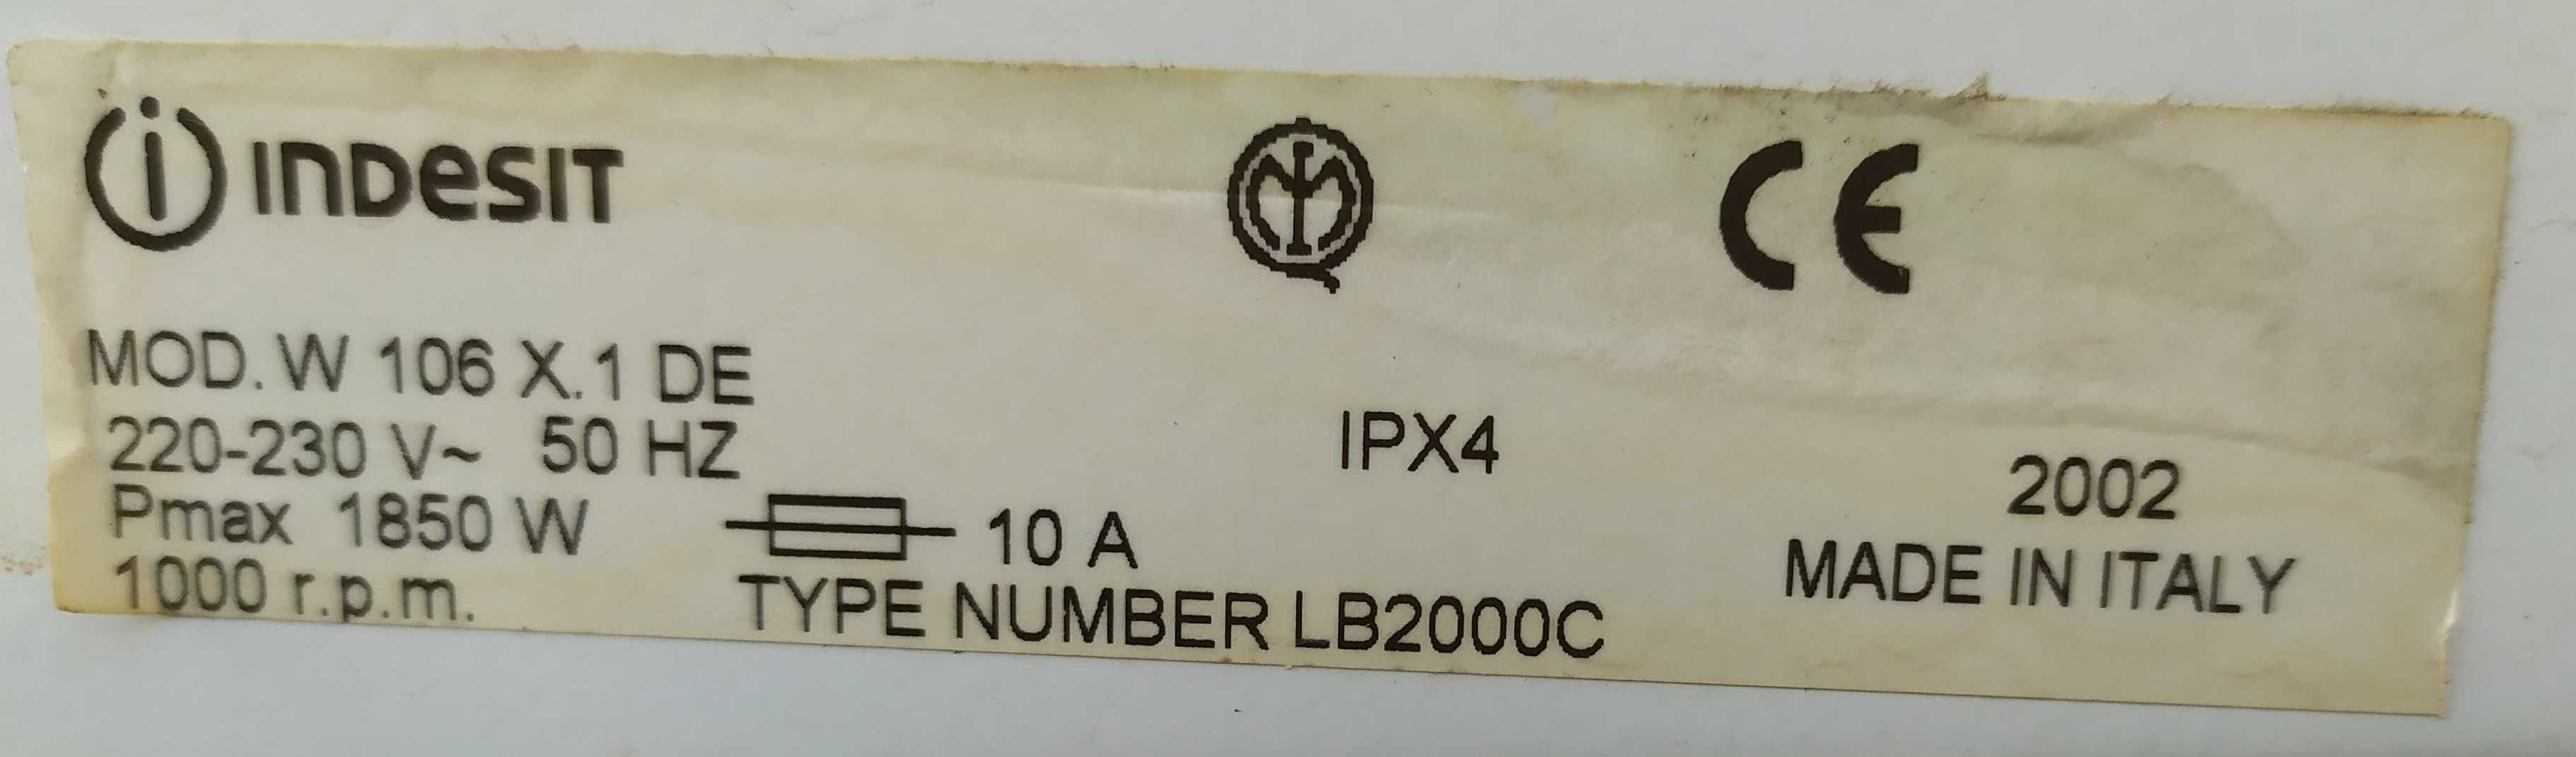 INDESIT
CE
MOD. W 106 X.1 DE
220-230 V~ 50 HZ
IPX4
Pmax 1850 W
10 A
2002
1000 r.p.m.
TYPE NUMBER LB2000C
MADE IN ITALY